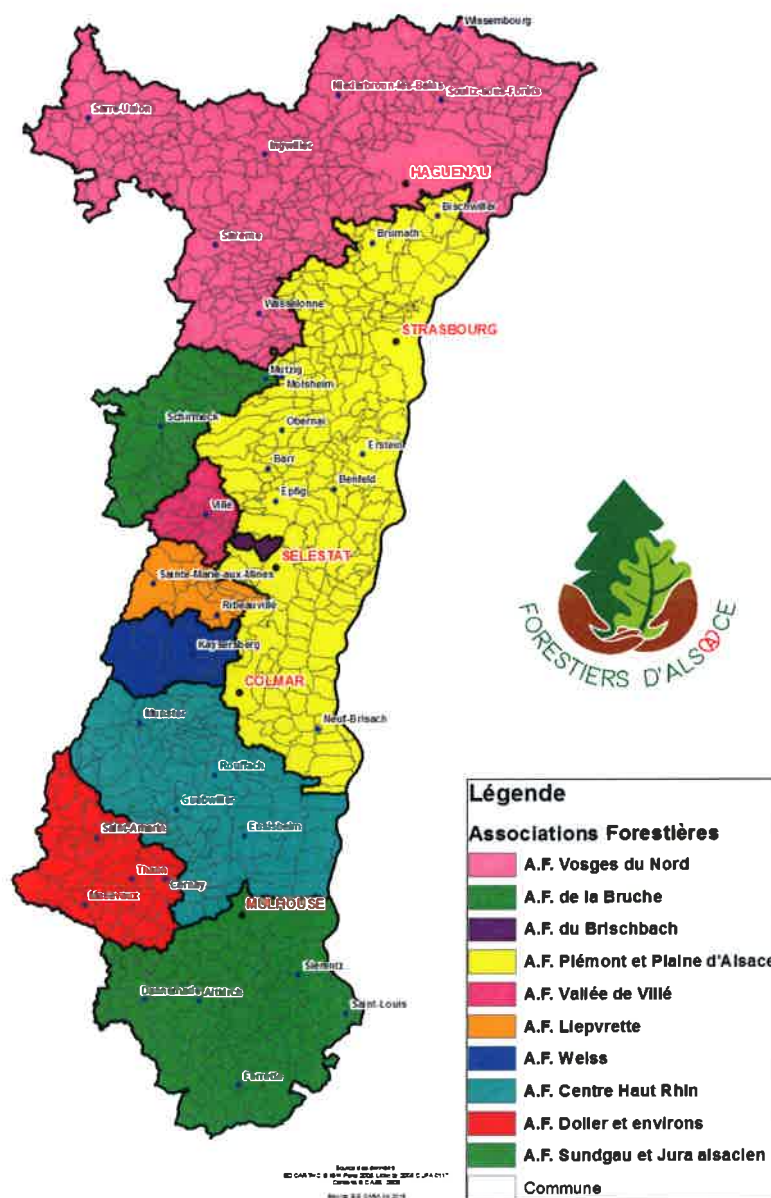 Wissembourg
Niederbronn-les-Bains
Soultz-sous-Forêts
Sarre-Union
Ingwiller
HAGUENAU
Bischwiller
Brumath
Saverne
Wasselonne
STRASBOURG
Mutzig
Molsheim
Schirmeck
Obernai
Erstein
Barr
Benfeld
Epfig
Villé
SELESTAT
Sainte-Marie-aux-Mines
Ribeauvillé
Kaysersberg
COLMAR
Munster
Neuf-Brisach
Rouffach
Guebwiller
Ensisheim
Saint-Amarin
Thann
Cernay
Masevaux
MULHOUSE
Sierentz
Dannemarie
Altkirch
Saint-Louis
Ferrette
FORESTIERS D'ALSACE
Légende
Associations Forestières
A.F. Vosges du Nord
A.F. de la Bruche
A.F. du Brischbach
A.F. Piémont et Plaine d'Alsace
A.F. Vallée de Villé
A.F. Liepvrette
A.F. Weiss
A.F. Centre Haut Rhin
A.F. Doller et environs
A.F. Sundgau et Jura alsacien
Commune